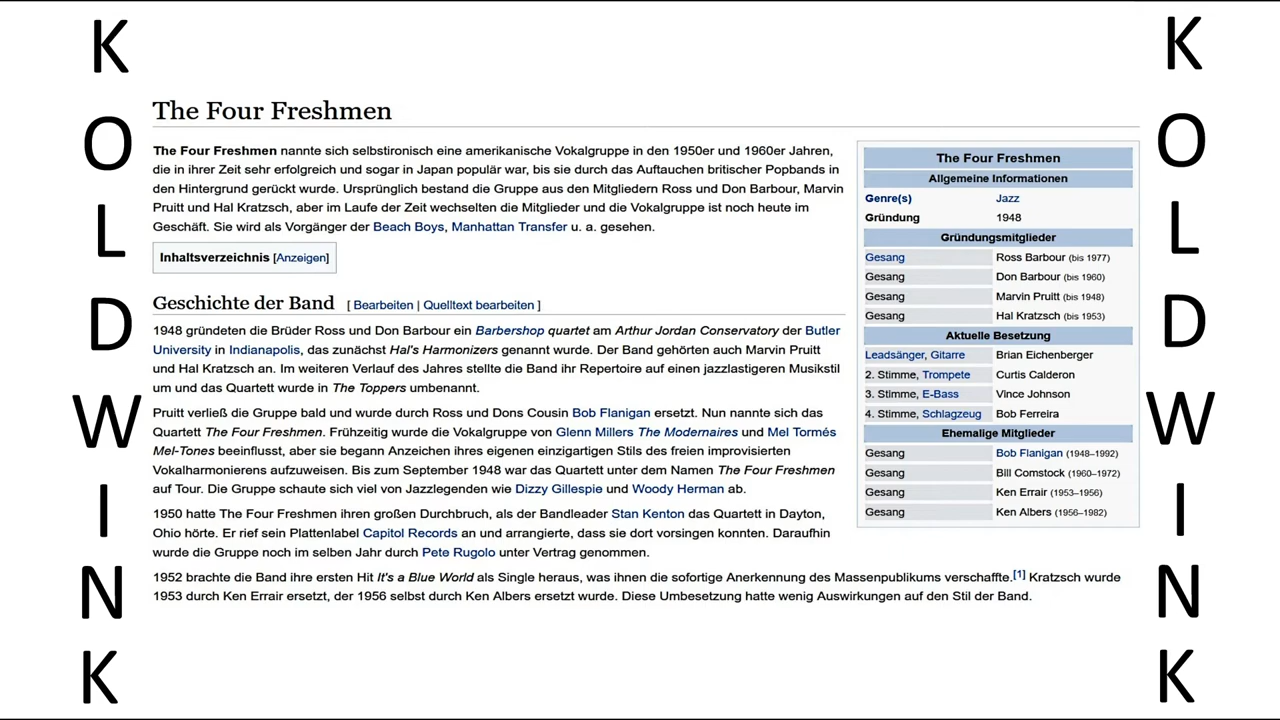 K
O
L
D
W
I
N
K
The Four Freshmen
The Four Freshmen nannte sich selbstironisch eine amerikanische Vokalgruppe in den 1950er und 1960er Jahren,
die in ihrer Zeit sehr erfolgreich und sogar in Japan populär war, bis sie durch das Auftauchen britischer Popbands in
den Hintergrund gerückt wurde. Ursprünglich bestand die Gruppe aus den Mitgliedern Ross und Don Barbour, Marvin
Pruitt und Hal Kratzsch, aber im Laufe der Zeit wechselten die Mitglieder und die Vokalgruppe ist noch heute im
Geschäft. Sie wird als Vorgänger der Beach Boys, Manhattan Transfer u. a. gesehen.
Inhaltsverzeichnis [Anzeigen]
Geschichte der Band [ Bearbeiten | Quelltext bearbeiten ]
1948 gründeten die Brüder Ross und Don Barbour ein Barbershop quartet am Arthur Jordan Conservatory der Butler
University in Indianapolis, das zunächst Hal's Harmonizers genannt wurde. Der Band gehörten auch Marvin Pruitt
und Hal Kratzsch an. Im weiteren Verlauf des Jahres stellte die Band ihr Repertoire auf einen jazzlastigeren Musikstil
um und das Quartett wurde in The Toppers umbenannt.
Pruitt verließ die Gruppe bald und wurde durch Ross und Dons Cousin Bob Flanigan ersetzt. Nun nannte sich das
Quartett The Four Freshmen. Frühzeitig wurde die Vokalgruppe von Glenn Millers The Modernaires und Mel Tormés
Mel-Tones beeinflusst, aber sie begann Anzeichen ihres eigenen einzigartigen Stils des freien improvisierten
Vokalharmonierens aufzuweisen. Bis zum September 1948 war das Quartett unter dem Namen The Four Freshmen
auf Tour. Die Gruppe schaute sich viel von Jazzlegenden wie Dizzy Gillespie und Woody Herman ab.
1950 hatte The Four Freshmen ihren großen Durchbruch, als der Bandleader Stan Kenton das Quartett in Dayton,
Ohio hörte. Er rief sein Plattenlabel Capitol Records an und arrangierte, dass sie dort vorsingen konnten. Daraufhin
wurde die Gruppe noch im selben Jahr durch Pete Rugolo unter Vertrag genommen.
1952 brachte die Band ihre ersten Hit It's a Blue World als Single heraus, was ihnen die sofortige Anerkennung des Massenpublikums verschaffte.[1] Kratzsch wurde
1953 durch Ken Errair ersetzt, der 1956 selbst durch Ken Albers ersetzt wurde. Diese Umbesetzung hatte wenig Auswirkungen auf den Stil der Band.
The Four Freshmen
Allgemeine Informationen
Genre(s) Jazz
Gründung 1948
Gründungsmitglieder
Gesang Ross Barbour (bis 1977)
Gesang Don Barbour (bis 1960)
Gesang Marvin Pruitt (bis 1948)
Gesang Hal Kratzsch (bis 1953)
Aktuelle Besetzung
Leadsänger, Gitarre Brian Eichenberger
2. Stimme, Trompete Curtis Calderon
3. Stimme, E-Bass Vince Johnson
4. Stimme, Schlagzeug Bob Ferreira
Ehemalige Mitglieder
Gesang Bob Flanigan (1948–1992)
Gesang Bill Comstock (1960–1972)
Gesang Ken Errair (1953–1956)
Gesang Ken Albers (1956–1982)
K
O
L
D
W
I
N
K